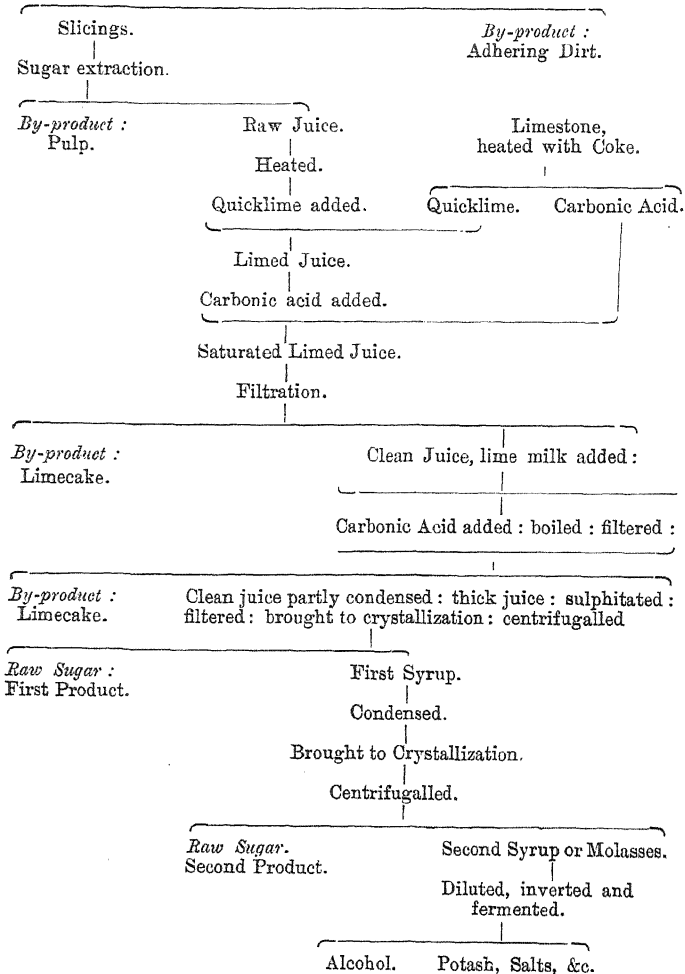 Slicings.
By-product :
Adhering Dirt.
Sugar extraction.
By-product :
Pulp.
Raw Juice.
Limestone,
heated with Coke.
Heated.
Quicklime added.
Quicklime.
Carbonic Acid.
Limed Juice.
Carbonic acid added.
Saturated Limed Juice.
Filtration.
By-product :
Limecake.
Clean Juice, lime milk added :
Carbonic Acid added : boiled : filtered :
By-product :
Limecake.
Clean juice partly condensed : thick juice : sulphitated :
filtered : brought to crystallization : centrifugalled
Raw Sugar :
First Product.
First Syrup.
Condensed.
Brought to Crystallization.
Centrifugalled.
Raw Sugar.
Second Product.
Second Syrup or Molasses.
Diluted, inverted and
fermented.
Alcohol.
Potash, Salts, &c.